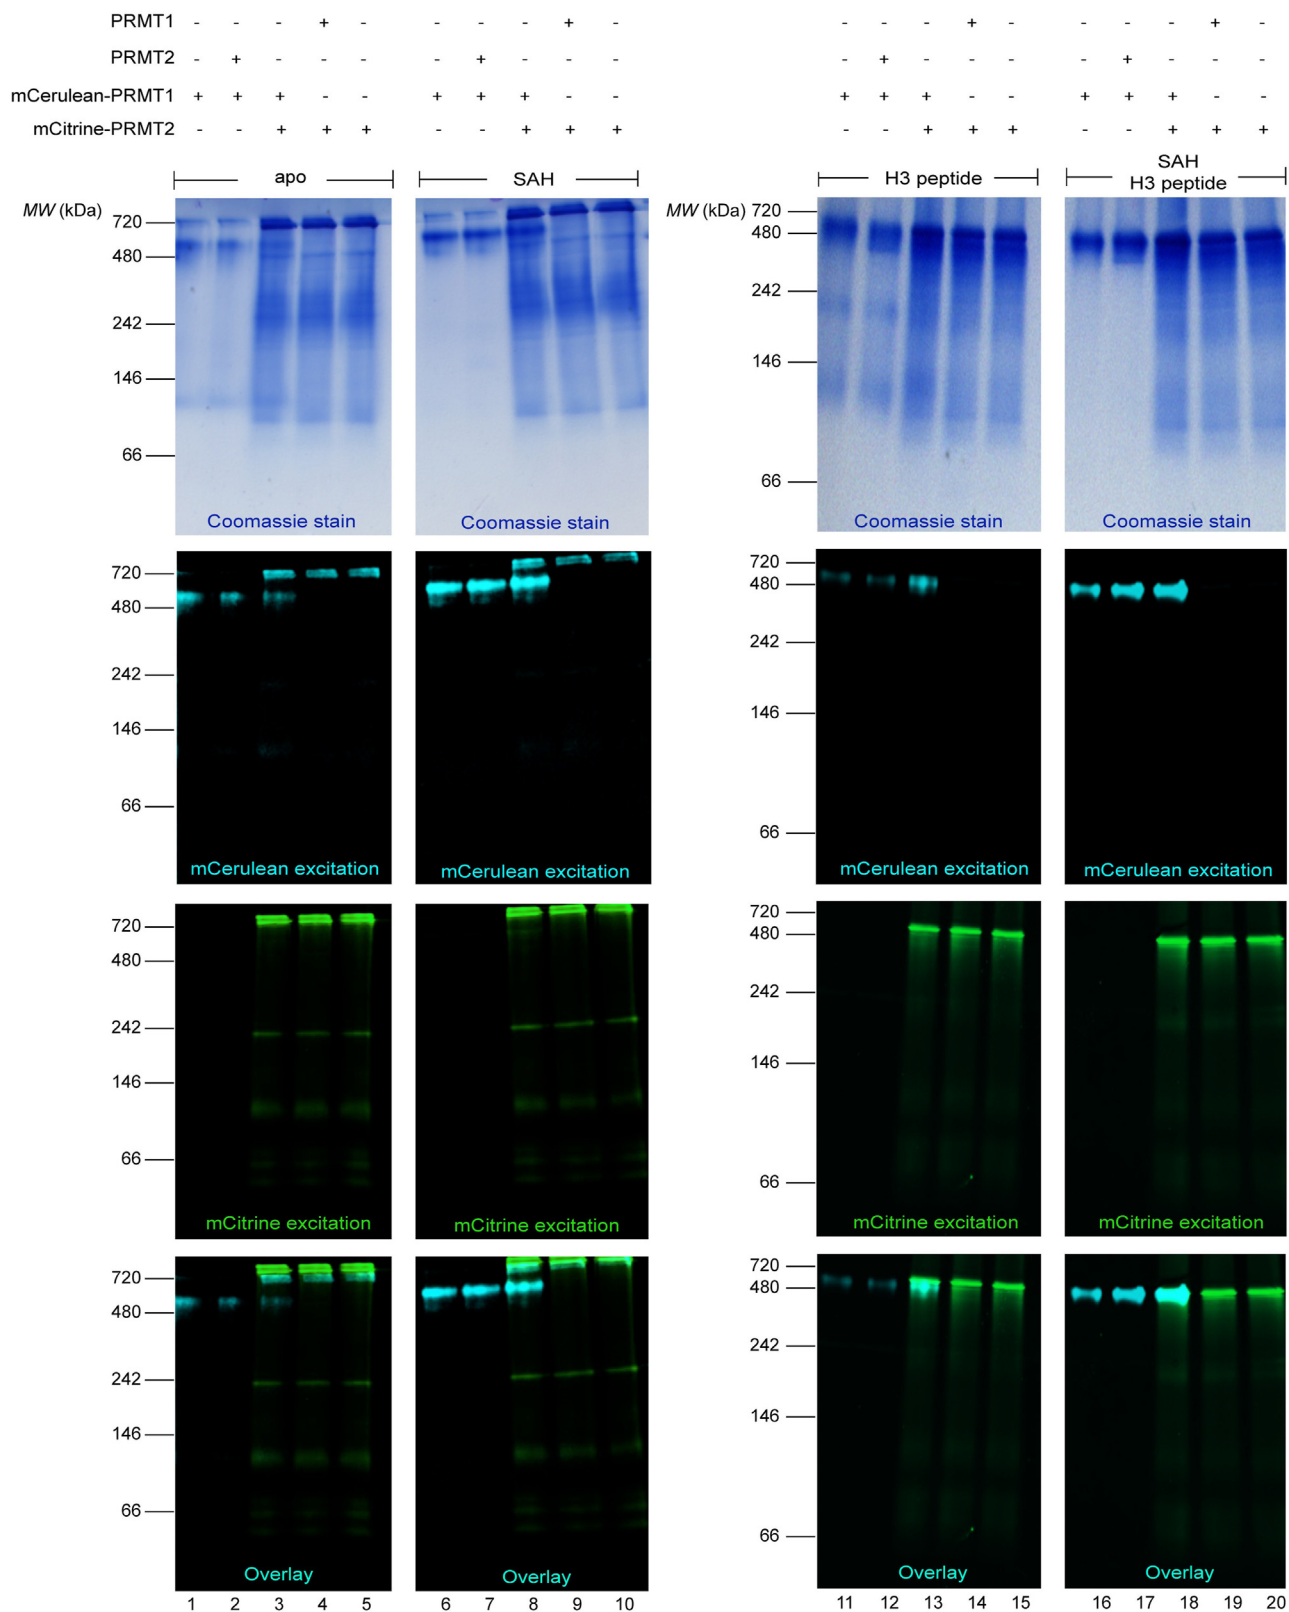 PRMT1 - - - + - - - - + - - - - + - - - - + -
PRMT2 - + - - - - + - - - - + - - - - + - - -
mCerulean-PRMT1 + + + - - + + + - - + + + - - + + + - -
mCitrine-PRMT2 - - + + + - - + + + - - + + + - - + + +
apo SAH H3 peptide SAH
H3 peptide
MW (kDa) MW (kDa)
720 720
480 480
242 242
146 146
66 66
Coomassie stain Coomassie stain Coomassie stain Coomassie stain
720 720
480 480
242 242
146 146
66 66
mCerulean excitation mCerulean excitation mCerulean excitation mCerulean excitation
720 720
480 480
242 242
146 146
66 66
mCitrine excitation mCitrine excitation mCitrine excitation mCitrine excitation
720 720
480 480
242 242
146 146
66 66
Overlay Overlay Overlay Overlay
1 2 3 4 5 6 7 8 9 10 11 12 13 14 15 16 17 18 19 20